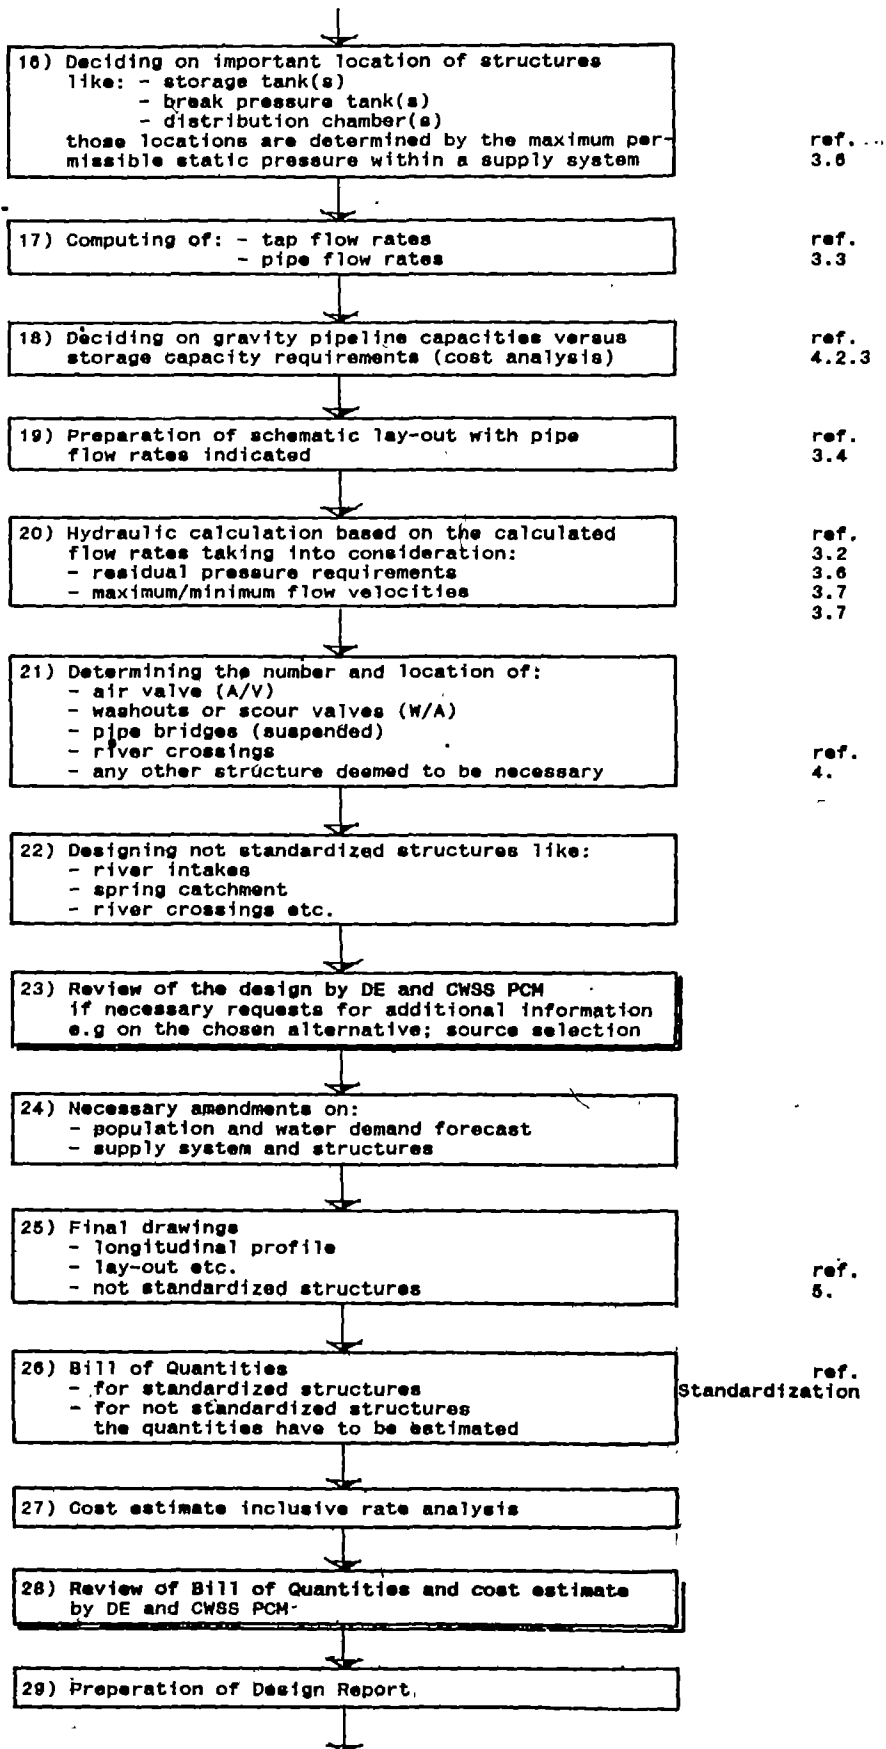 16) Deciding on important location of structures
like: - storage tank(s)
- break pressure tank(s)
- distribution chamber(s)
those locations are determined by the maximum per- ref.
missible static pressure within a supply system 3.6
17) Computing of: - tap flow rates ref.
- pipe flow rates 3.3
18) Deciding on gravity pipeline capacities versus ref.
storage capacity requirements (cost analysis) 4.2.3
19) Preparation of schematic lay-out with pipe ref.
flow rates indicated 3.4
20) Hydraulic calculation based on the calculated ref.
flow rates taking into consideration: 3.2
- residual pressure requirements 3.6
- maximum/minimum flow velocities 3.7
3.7
21) Determining the number and location of:
- air valve (A/V)
- washouts or scour valves (W/A)
- pipe bridges (suspended)
- river crossings ref.
- any other structure deemed to be necessary 4.
22) Designing not standardized structures like:
- river intakes
- spring catchment
- river crossings etc.
23) Review of the design by DE and CWSS PCM
if necessary requests for additional information
e.g on the chosen alternative; source selection
24) Necessary amendments on:
- population and water demand forecast
- supply system and structures
25) Final drawings
- longitudinal profile
- lay-out etc. ref.
- not standardized structures 5.
26) Bill of Quantities ref.
- for standardized structures Standardization
- for not standardized structures
the quantities have to be estimated
27) Cost estimate inclusive rate analysis
28) Review of Bill of Quantities and cost estimate
by DE and CWSS PCM
29) Preperation of Design Report